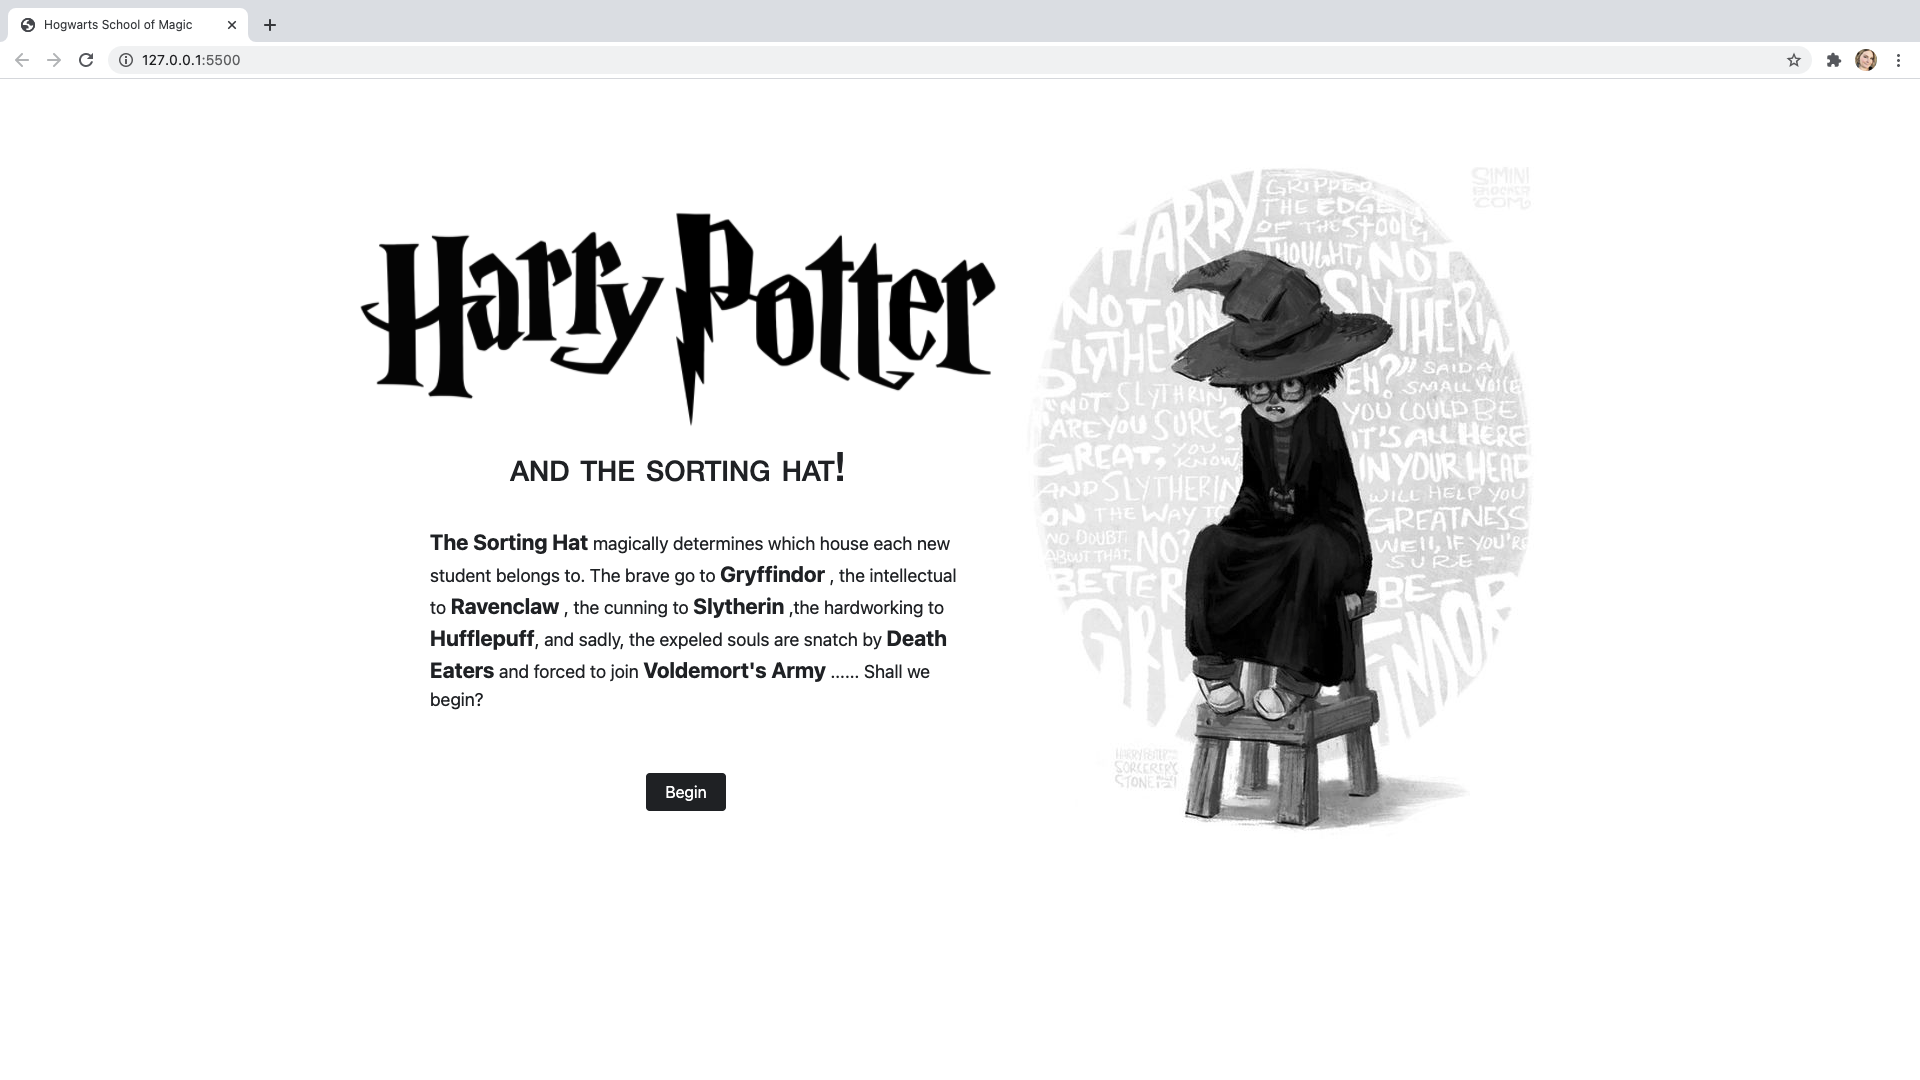 Hogwarts School of Magic
127.0.0.1:5500
Harry Potter
AND THE SORTING HAT!
The Sorting Hat magically determines which house each new
student belongs to. The brave go to Gryffindor , the intellectual
to Ravenclaw , the cunning to Slytherin ,the hardworking to
Hufflepuff, and sadly, the expeled souls are snatch by Death
Eaters and forced to join Voldemort's Army ...... Shall we
begin?
Begin
SIMINI
BLOCKER
.COM
HARRY GRIPPED
THE EDGE
OF THE STOOL,
THOUGHT, NOT
NOT SLYTHERIN
SLYTHERIN
EH?" SAID A
SMALL VOICE
"NOT SLYTHRIN,
YOU COULD BE
ARE YOU SURE?
IT'S ALL HERE
GREAT, YOU
KNOW
IN YOUR HEAD
AND SLYTHERIN
WILL HELP YOU
ON THE WAY TO
GREATNESS
NO DOUBT
ABOUT THAT, NO?
WELL, IF YOU'RE
SURE-
BETTER
BE-
HARRY POTTER
SORCERER'S
STONE